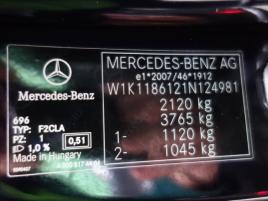 Mercedes-Benz
696
TYP: F2CLA
PZ: 1
1,0 %
0,51
Made in Hungary
MERCEDES-BENZ AG
e1*2007/46*1912
W1K1186121N124981
2120 kg
3765 kg
1- 1120 kg
2- 1045 kg